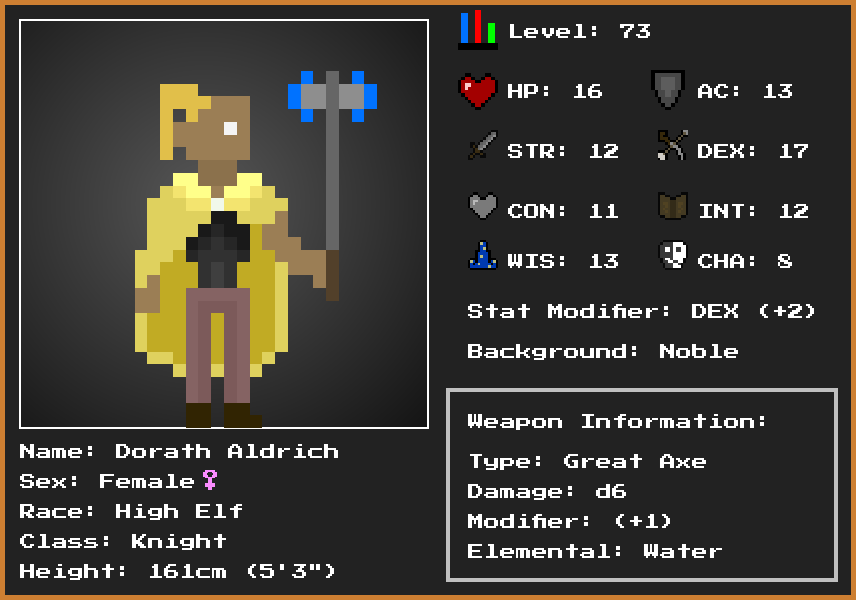 Level: 73
HP: 16 AC: 13
STR: 12 DEX: 17
CON: 11 INT: 12
WIS: 13 CHA: 8
Stat Modifier: DEX (+2)
Background: Noble
Weapon Information:
Type: Great Axe
Damage: d6
Modifier: (+1)
Elemental: Water
Name: Dorath Aldrich
Sex: Female♀
Race: High Elf
Class: Knight
Height: 161cm (5'3")